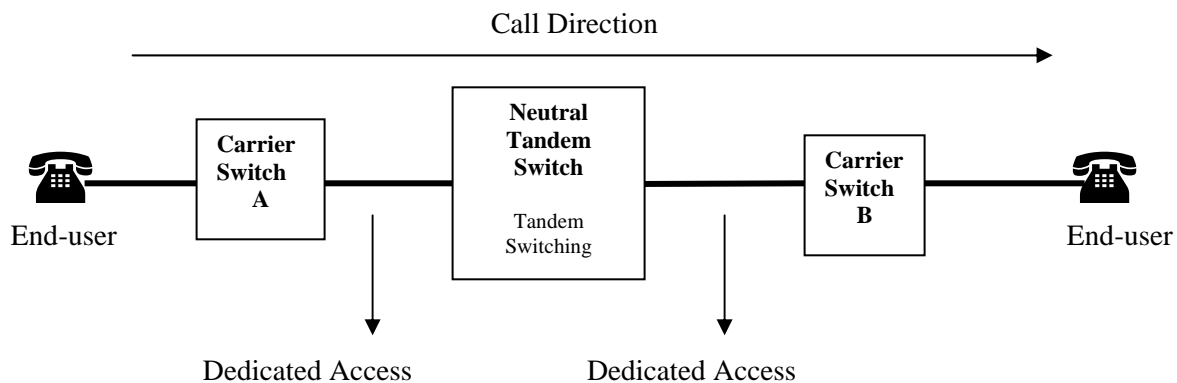 Call Direction
Neutral
Tandem
Switch
Tandem
Switching
Carrier
Switch
A
Carrier
Switch
B
End-user
End-user
Dedicated Access
Dedicated Access